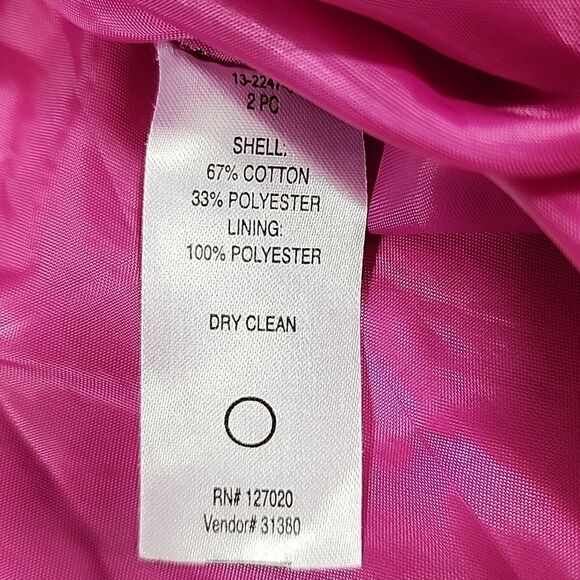 2 PC
SHELL:
67% COTTON
33% POLYESTER
LINING:
100% POLYESTER
DRY CLEAN
RN# 127020
Vendor# 31380